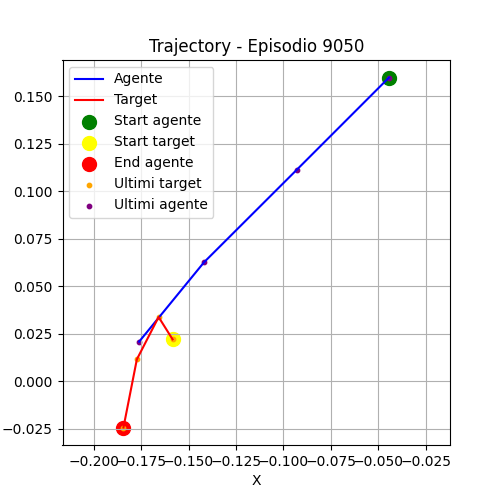 Trajectory - Episodio 9050
Agente
Target
Start agente
Start target
End agente
Ultimi target
Ultimi agente
0.150
0.125
0.100
0.075
0.050
0.025
0.000
−0.025
−0.200 −0.175 −0.150 −0.125 −0.100 −0.075 −0.050 −0.025
X